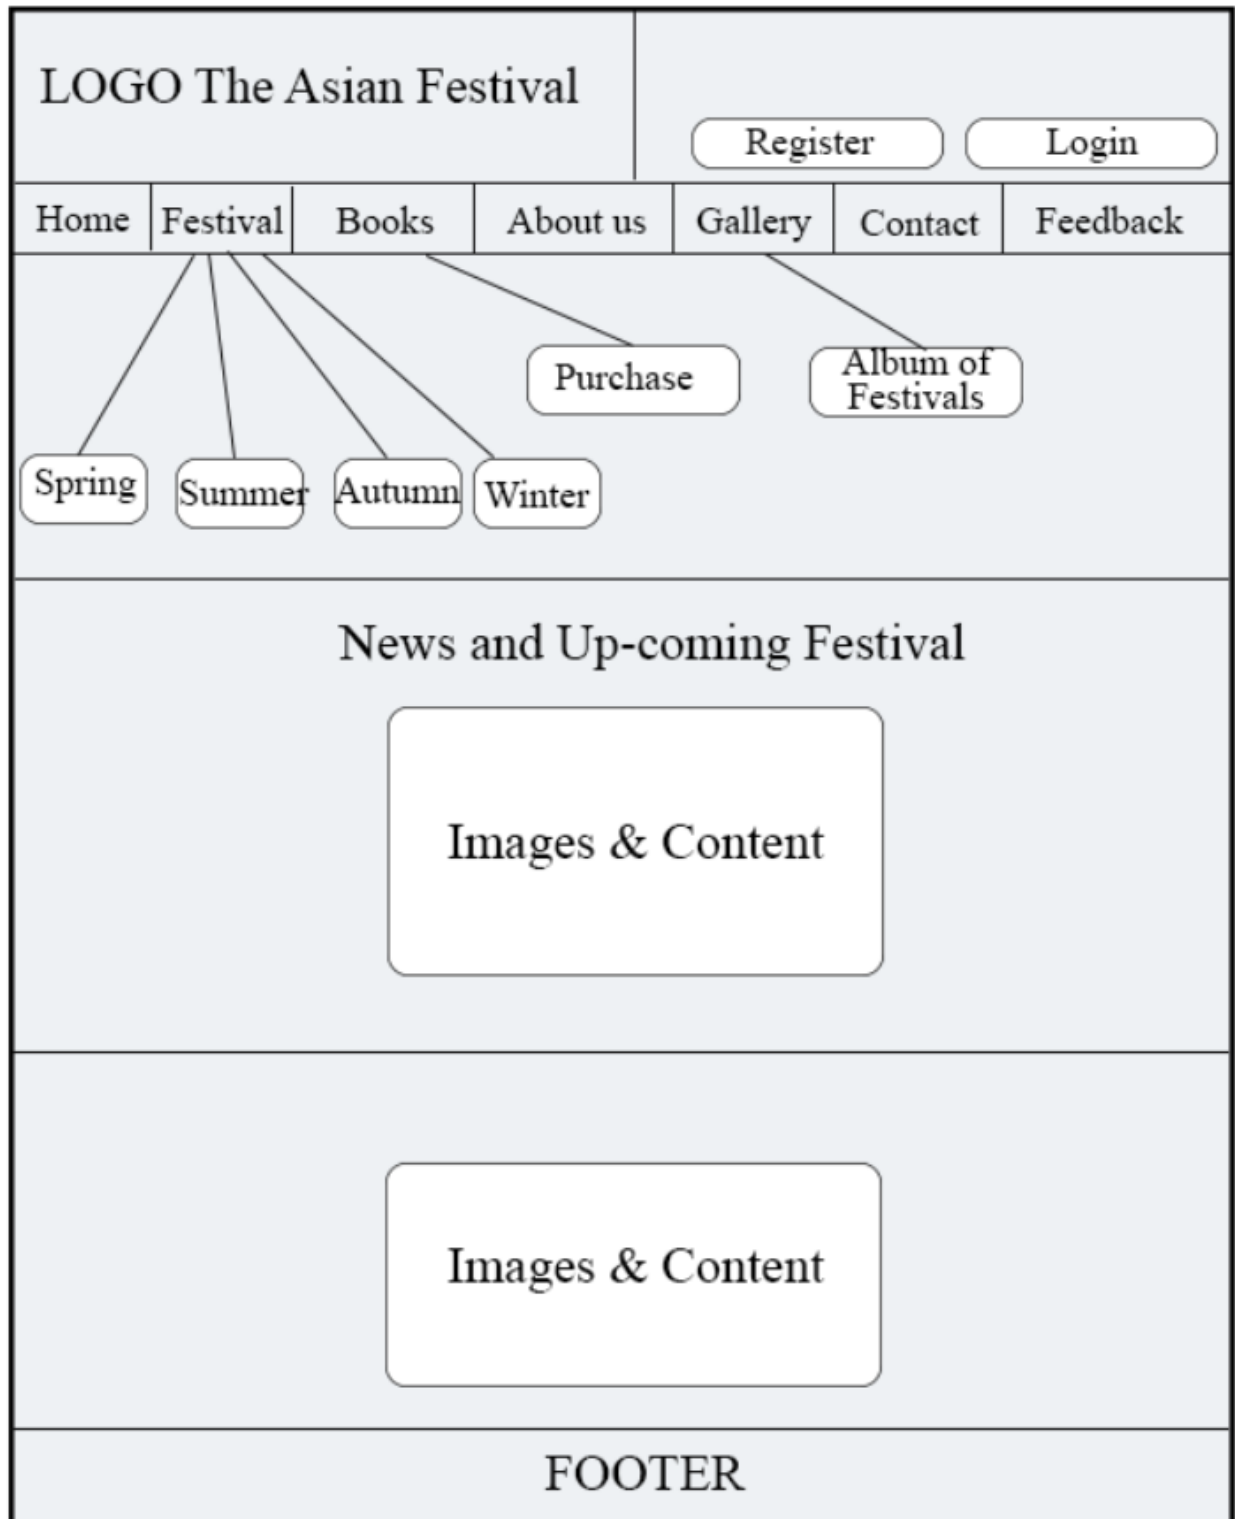 LOGO The Asian Festival
Register
Login
Home
Festival
Books
About us
Gallery
Contact
Feedback
Purchase
Album of
Festivals
Spring
Summer
Autumn
Winter
News and Up-coming Festival
Images & Content
Images & Content
FOOTER